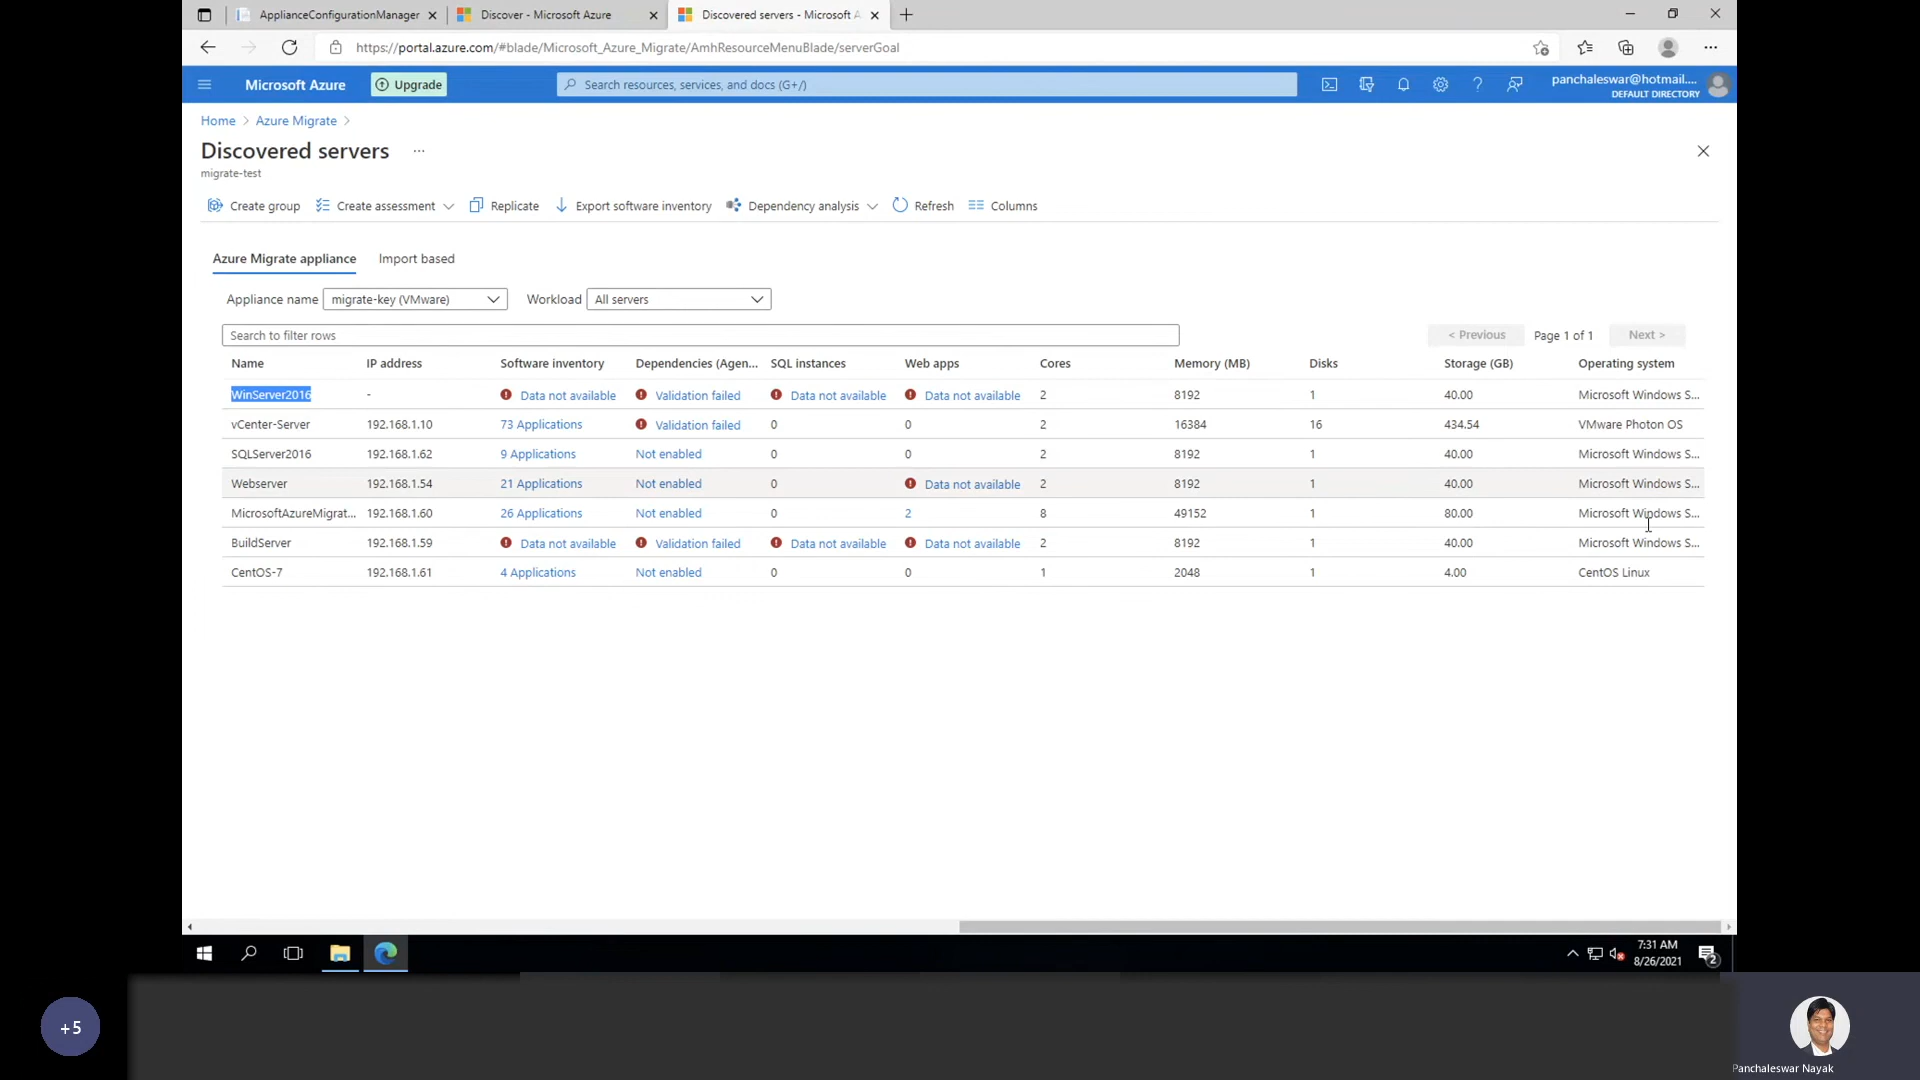 ApplianceConfigurationManager
Discover - Microsoft Azure
Discovered servers - Microsoft A
https://portal.azure.com/#blade/Microsoft_Azure_Migrate/AmhResourceMenuBlade/serverGoal
Microsoft Azure
Upgrade
Search resources, services, and docs (G+/)
panchaleswar@hotmail....
DEFAULT DIRECTORY
Home > Azure Migrate >
Discovered servers ...
migrate-test
Create group Create assessment Replicate Export software inventory Dependency analysis Refresh Columns
Azure Migrate appliance Import based
Appliance name migrate-key (VMware) Workload All servers
Search to filter rows < Previous Page 1 of 1 Next >
Name IP address Software inventory Dependencies (Agen... SQL instances Web apps Cores Memory (MB) Disks Storage (GB) Operating system
WinServer2016 - Data not available Validation failed Data not available Data not available 2 8192 1 40.00 Microsoft Windows S...
vCenter-Server 192.168.1.10 73 Applications Validation failed 0 0 2 16384 16 434.54 VMware Photon OS
SQLServer2016 192.168.1.62 9 Applications Not enabled 0 0 2 8192 1 40.00 Microsoft Windows S...
Webserver 192.168.1.54 21 Applications Not enabled 0 Data not available 2 8192 1 40.00 Microsoft Windows S...
MicrosoftAzureMigrat... 192.168.1.60 26 Applications Not enabled 0 2 8 49152 1 80.00 Microsoft Windows S...
BuildServer 192.168.1.59 Data not available Validation failed Data not available Data not available 2 8192 1 40.00 Microsoft Windows S...
CentOS-7 192.168.1.61 4 Applications Not enabled 0 0 1 2048 1 4.00 CentOS Linux
7:31 AM
8/26/2021
2
+5
Panchaleswar Nayak